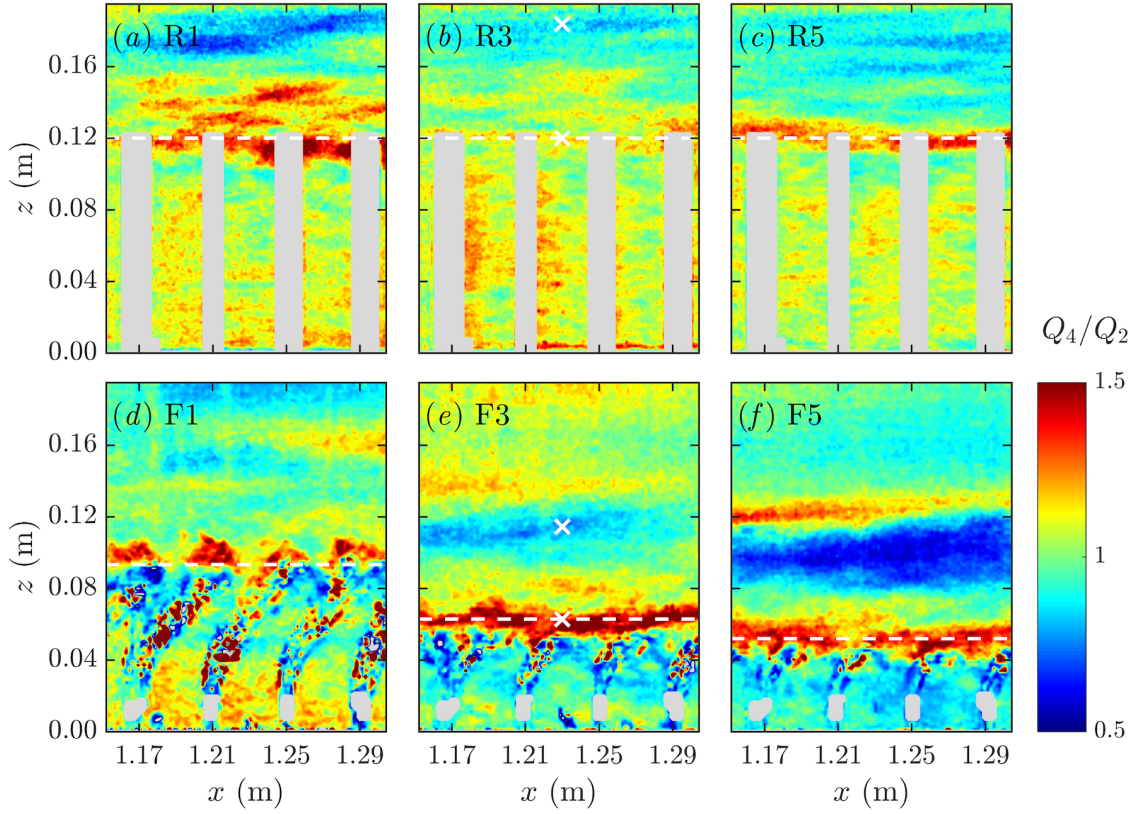 (a) R1
(b) R3
(c) R5
0.16
0.12
z (m)
0.08
0.04
0.00
Q4/Q2
(d) F1
(e) F3
(f) F5
1.5
0.16
0.12
z (m)
1
0.08
0.04
0.00
0.5
1.17 1.21 1.25 1.29 1.17 1.21 1.25 1.29 1.17 1.21 1.25 1.29
x (m) x (m) x (m)